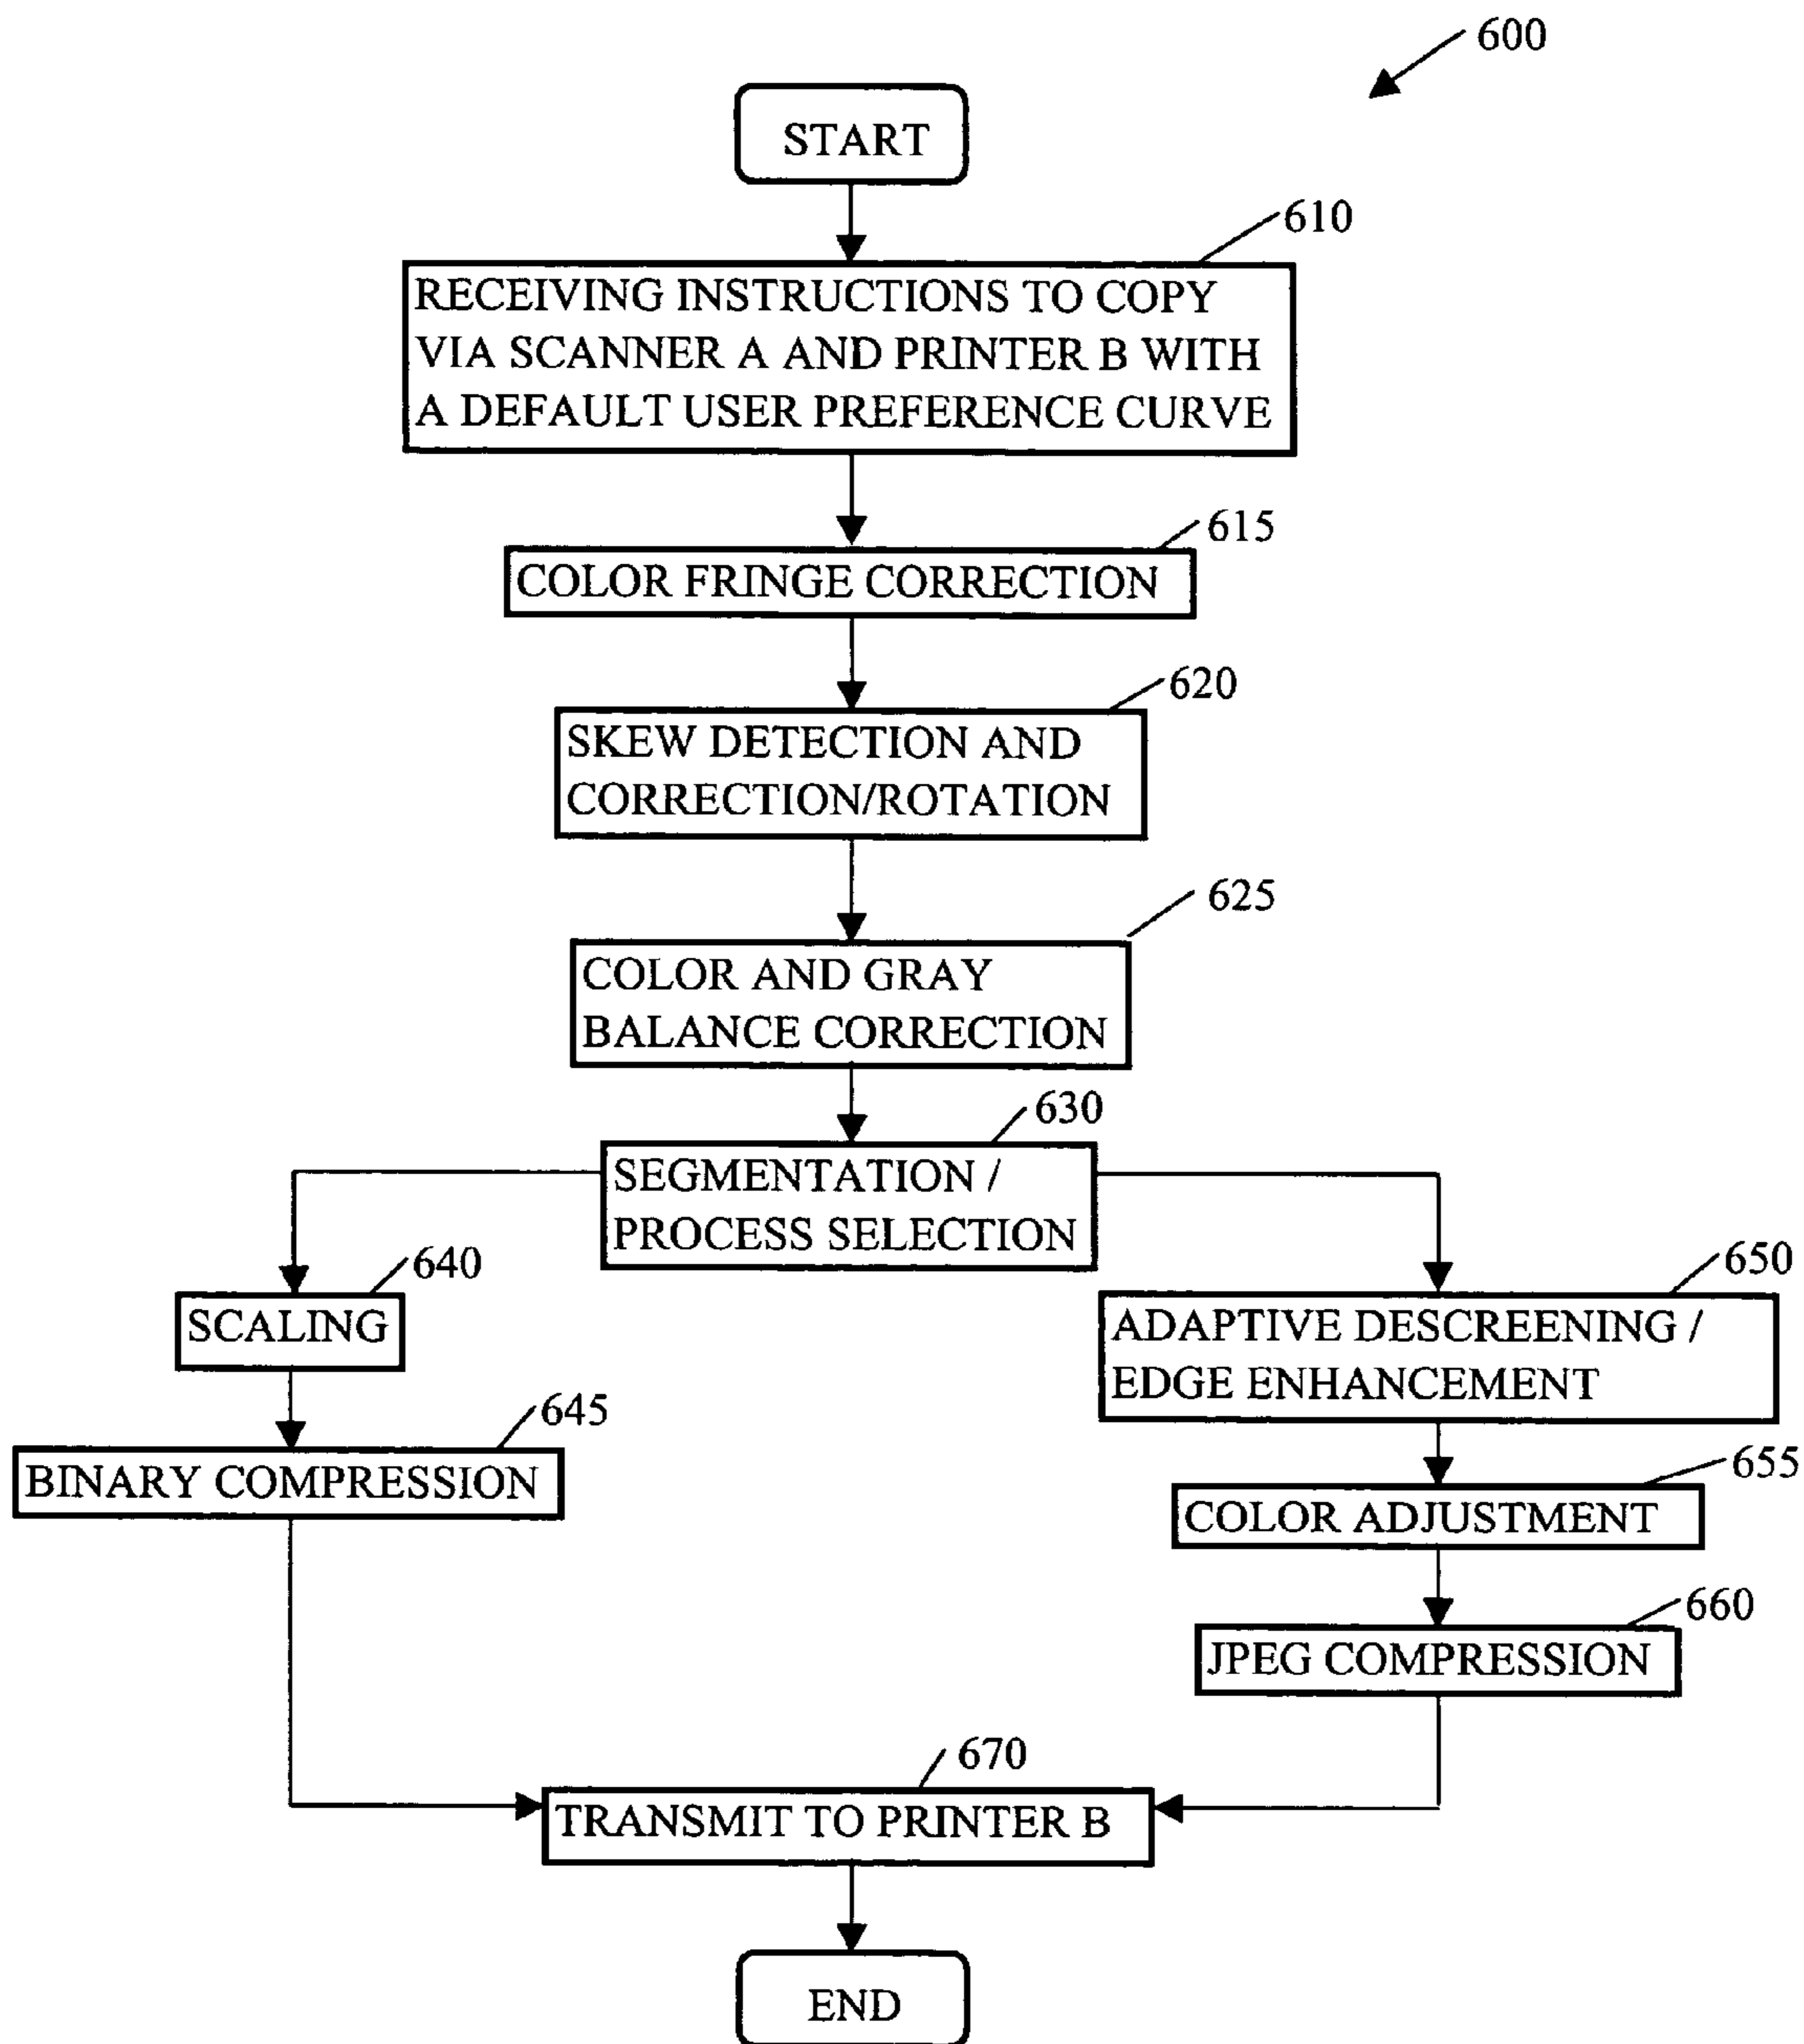 600
START
610
RECEIVING INSTRUCTIONS TO COPY
VIA SCANNER A AND PRINTER B WITH
A DEFAULT USER PREFERENCE CURVE
615
COLOR FRINGE CORRECTION
620
SKEW DETECTION AND
CORRECTION/ROTATION
625
COLOR AND GRAY
BALANCE CORRECTION
630
SEGMENTATION /
PROCESS SELECTION
640
SCALING
645
BINARY COMPRESSION
650
ADAPTIVE DESCREENING /
EDGE ENHANCEMENT
655
COLOR ADJUSTMENT
660
JPEG COMPRESSION
670
TRANSMIT TO PRINTER B
END